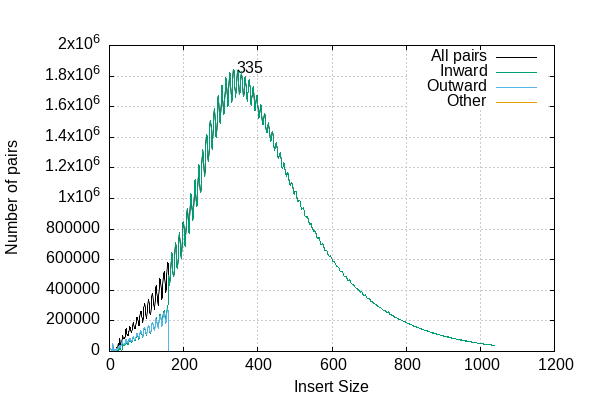 Number of pairs
2x10⁶
1.8x10⁶
1.6x10⁶
1.4x10⁶
1.2x10⁶
1x10⁶
800000
600000
400000
200000
0
335
All pairs
Inward
Outward
Other
0 200 400 600 800 1000 1200
Insert Size